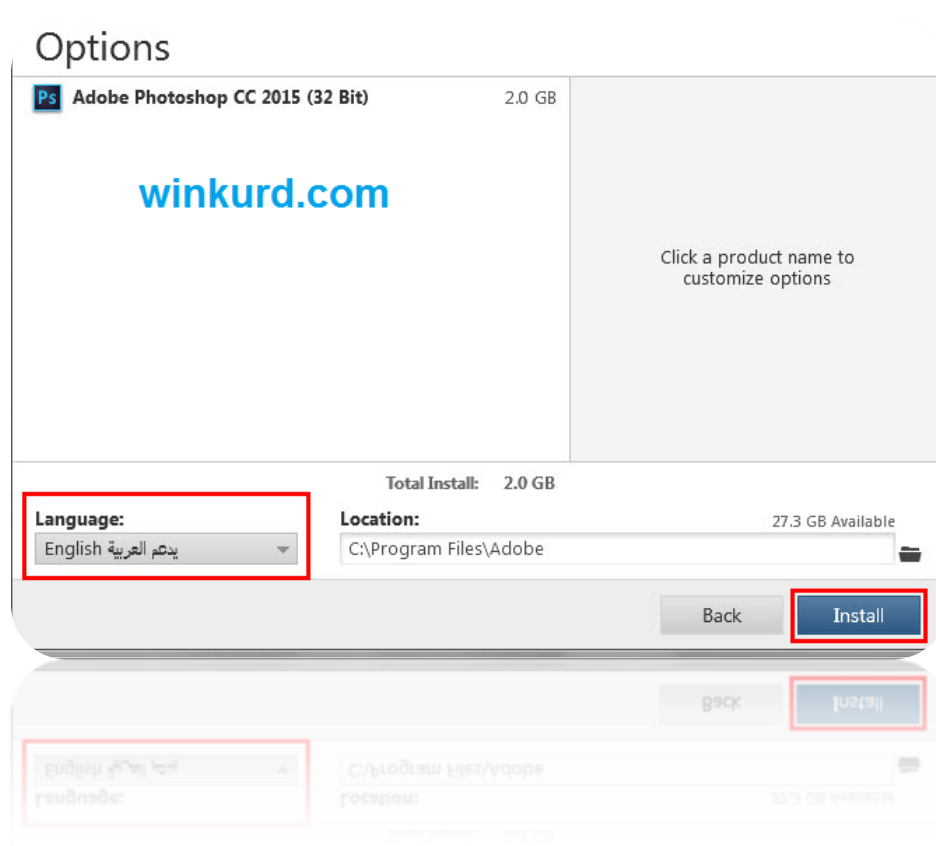 Options
Ps Adobe Photoshop CC 2015 (32 Bit) 2.0 GB
winkurd.com
Click a product name to
customize options
Total Install: 2.0 GB
Language:
English يدعم العربية
Location:
27.3 GB Available
C:\Program Files\Adobe
Back
Install